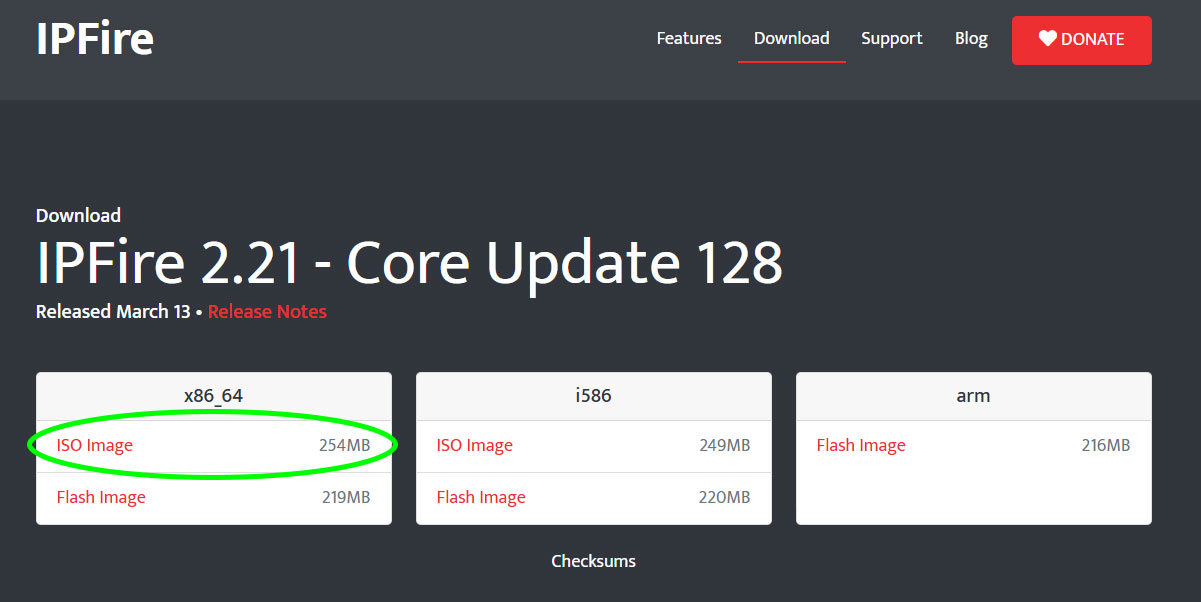 IPFire
Features Download Support Blog DONATE
Download
IPFire 2.21 - Core Update 128
Released March 13 • Release Notes
x86_64
ISO Image 254MB
Flash Image 219MB
i586
ISO Image 249MB
Flash Image 220MB
arm
Flash Image 216MB
Checksums